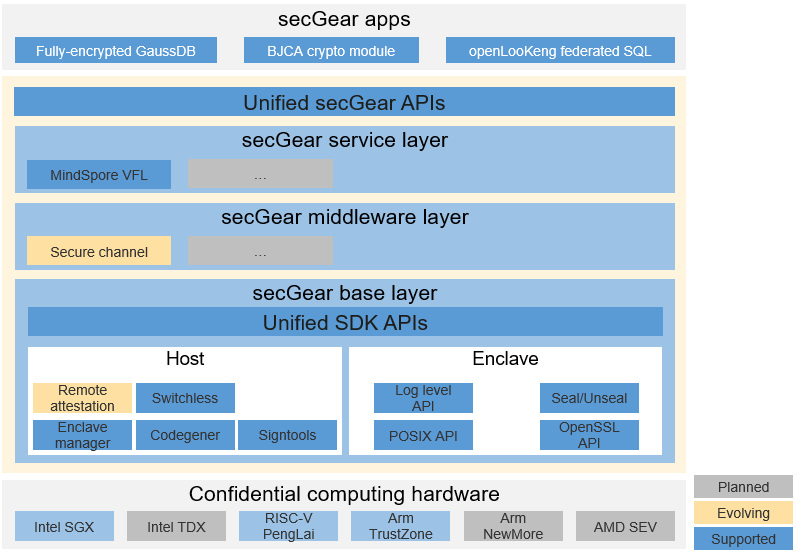 secGear apps
Fully-encrypted GaussDB
BJCA crypto module
openLooKeng federated SQL
Unified secGear APIs
secGear service layer
MindSpore VFL
...
secGear middleware layer
Secure channel
...
secGear base layer
Unified SDK APIs
Host
Remote
attestation
Switchless
Enclave
manager
Codegener
Signtools
Enclave
Log level
API
Seal/Unseal
POSIX API
OpenSSL
API
Confidential computing hardware
Intel SGX
Intel TDX
RISC-V
PengLai
Arm
TrustZone
Arm
NewMore
AMD SEV
Planned
Evolving
Supported